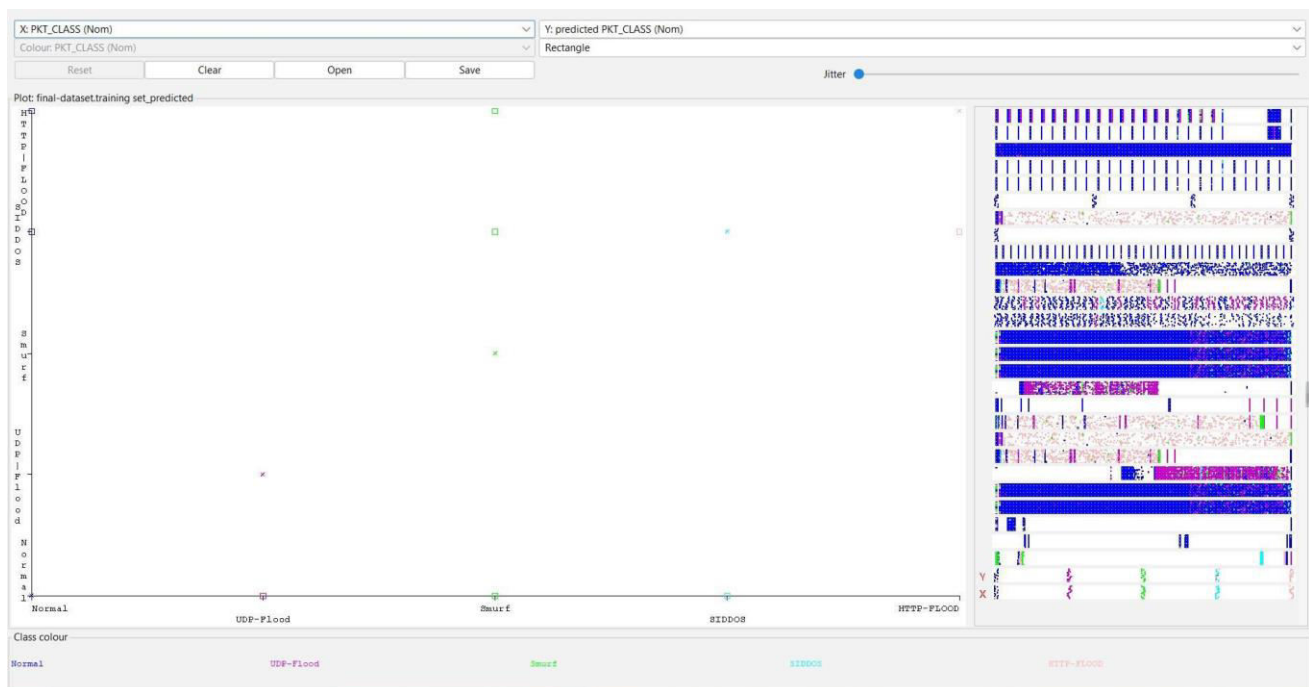 X: PKT_CLASS (Nom)
Y: predicted PKT_CLASS (Nom)
Colour: PKT_CLASS (Nom)
Rectangle
Reset
Clear
Open
Save
Jitter
Plot: final-dataset.training set_predicted
HTTP-FLOOD
SIDDOS
Smurf
UDP-Flood
Normal
Normal
UDP-Flood
Smurf
SIDDOS
HTTP-FLOOD
Y
X
Class colour
Normal
UDP-Flood
Smurf
SIDDOS
HTTP-FLOOD